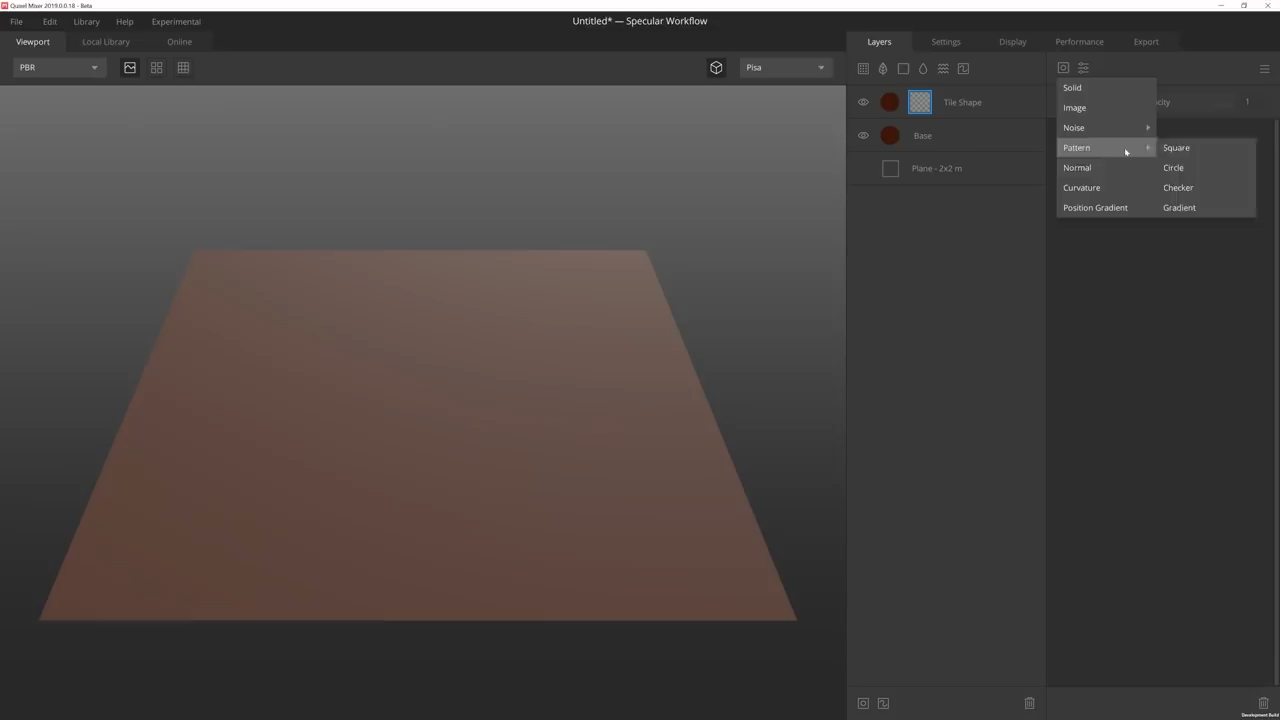 Quixel Mixer 2019.0.0.18 - Beta
File Edit Library Help Experimental
Untitled* — Specular Workflow
Viewport Local Library Online
Layers Settings Display Performance Export
PBR
Pisa
Solid
Tile Shape
1
Image
Noise
Base
Pattern Square
Plane - 2x2 m
Normal Circle
Curvature Checker
Position Gradient Gradient
Development Build